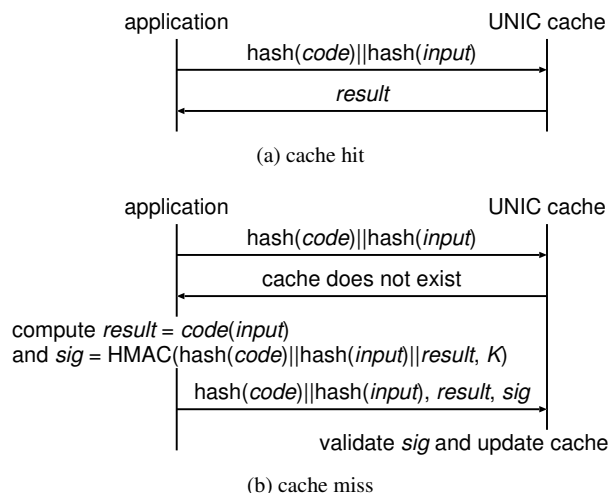 application UNIC cache
hash(code)||hash(input)
result
(a) cache hit
application UNIC cache
hash(code)||hash(input)
cache does not exist
compute result = code(input)
and sig = HMAC(hash(code)||hash(input)||result, K)
hash(code)||hash(input), result, sig
validate sig and update cache
(b) cache miss